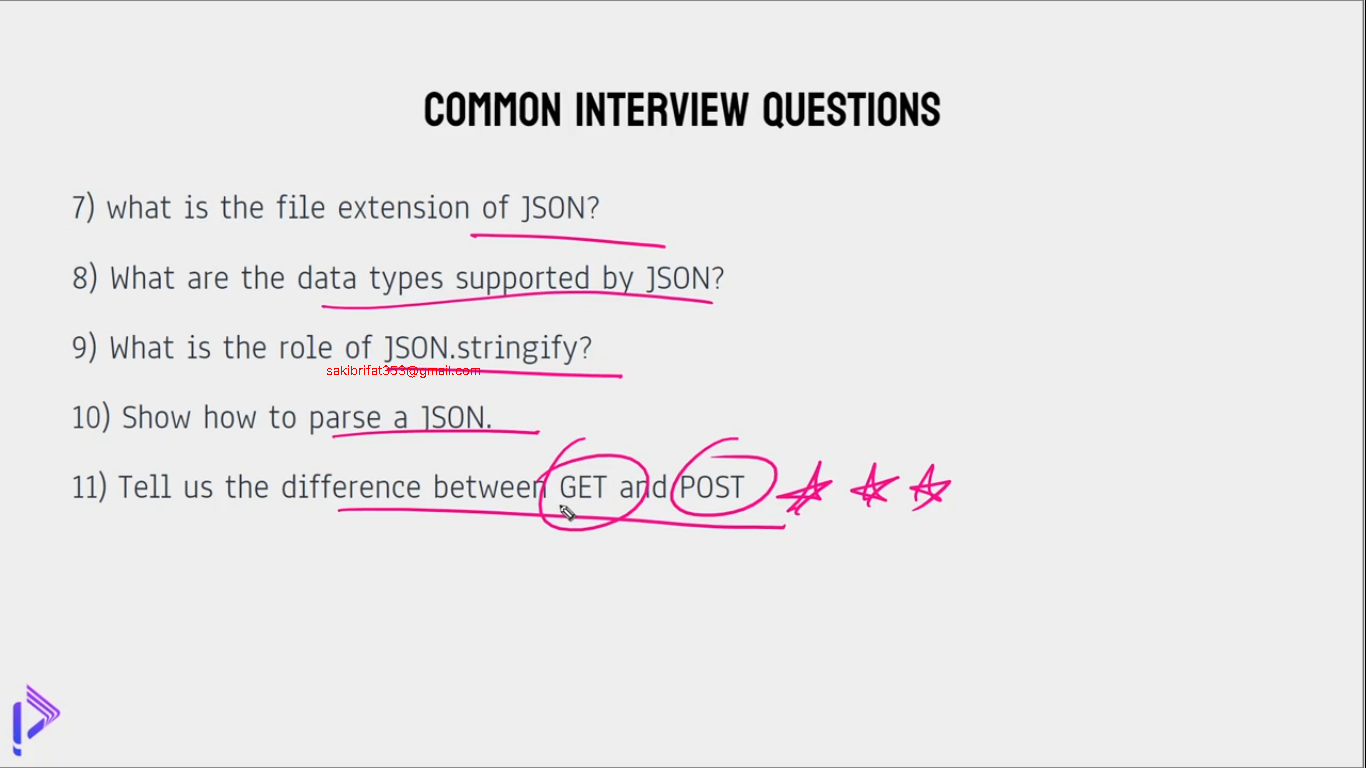 COMMON INTERVIEW QUESTIONS
7) what is the file extension of JSON?
8) What are the data types supported by JSON?
9) What is the role of JSON.stringify?
sakibrifat353@gmail.com
10) Show how to parse a JSON.
11) Tell us the difference between GET and POST